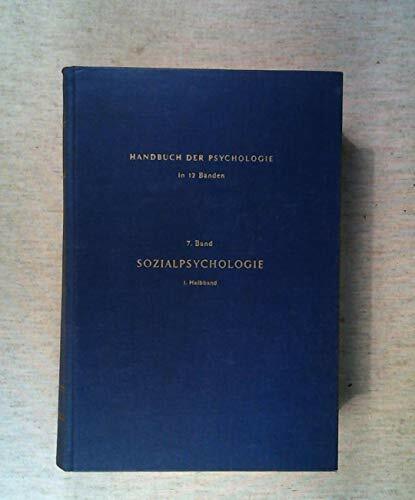 HANDBUCH DER PSYCHOLOGIE
in 12 Bänden
7. Band
SOZIALPSYCHOLOGIE
1. Halbband